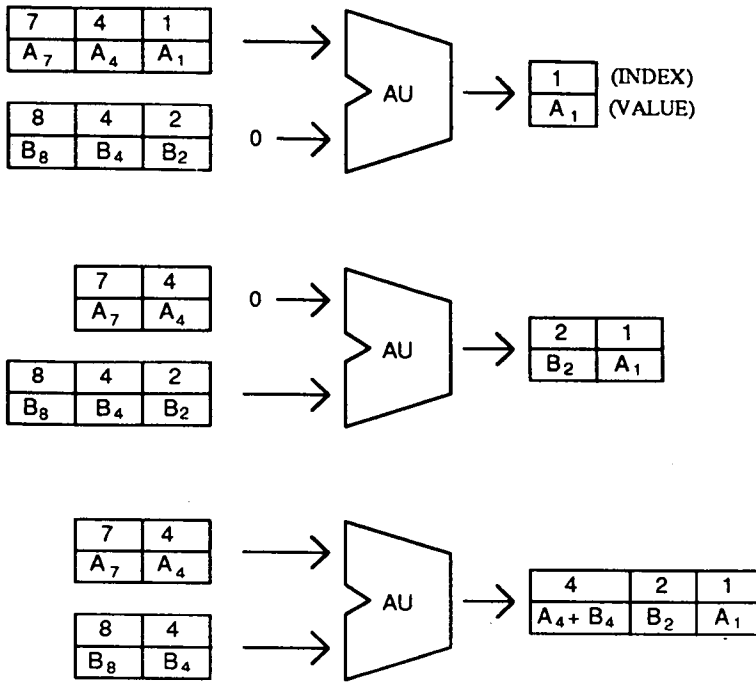 7 4 1
A₇ A₄ A₁
8 4 2
B₈ B₄ B₂
0
AU
1 (INDEX)
A₁ (VALUE)
7 4
A₇ A₄
0
8 4 2
B₈ B₄ B₂
AU
2 1
B₂ A₁
7 4
A₇ A₄
8 4
B₈ B₄
AU
4 2 1
A₄ + B₄ B₂ A₁